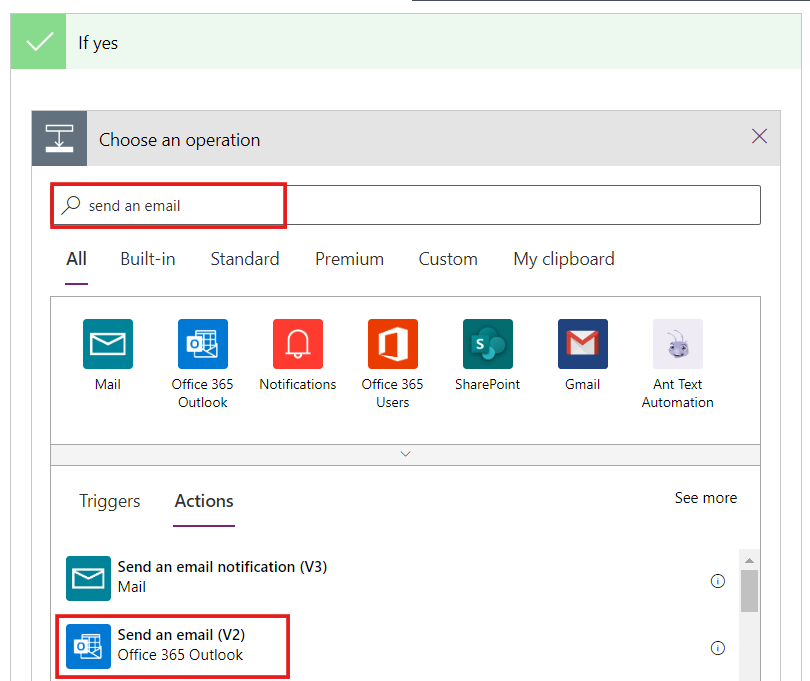 If yes
Choose an operation
send an email
All Built-in Standard Premium Custom My clipboard
Mail Office 365 Outlook Notifications Office 365 Users SharePoint Gmail Ant Text Automation
Triggers Actions See more
Send an email notification (V3)
Mail
Send an email (V2)
Office 365 Outlook